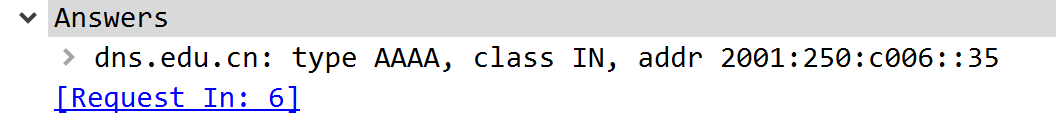 Answers
dns.edu.cn: type AAAA, class IN, addr 2001:250:c006::35
[Request In: 6]